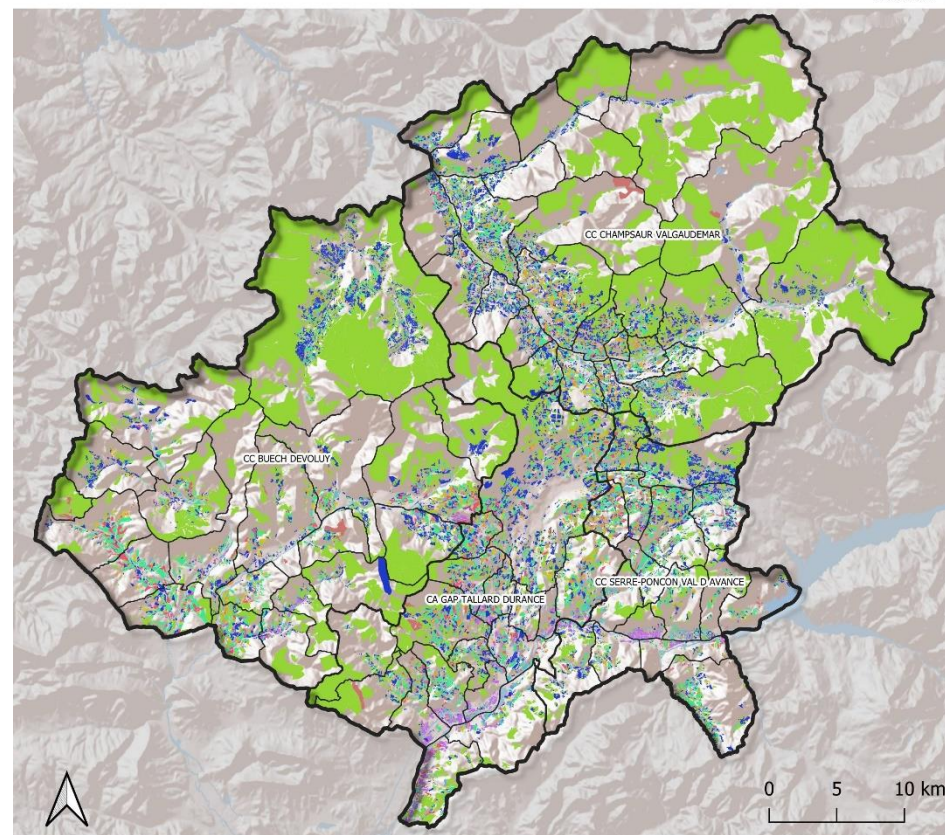 CC CHAMPSAUR VALGAUDEMAR
CC BUECH DEVOLUY
CC SERRE-PONCON VAL D AVANCE
CA GAP TALLARD DURANCE
0 5 10 km